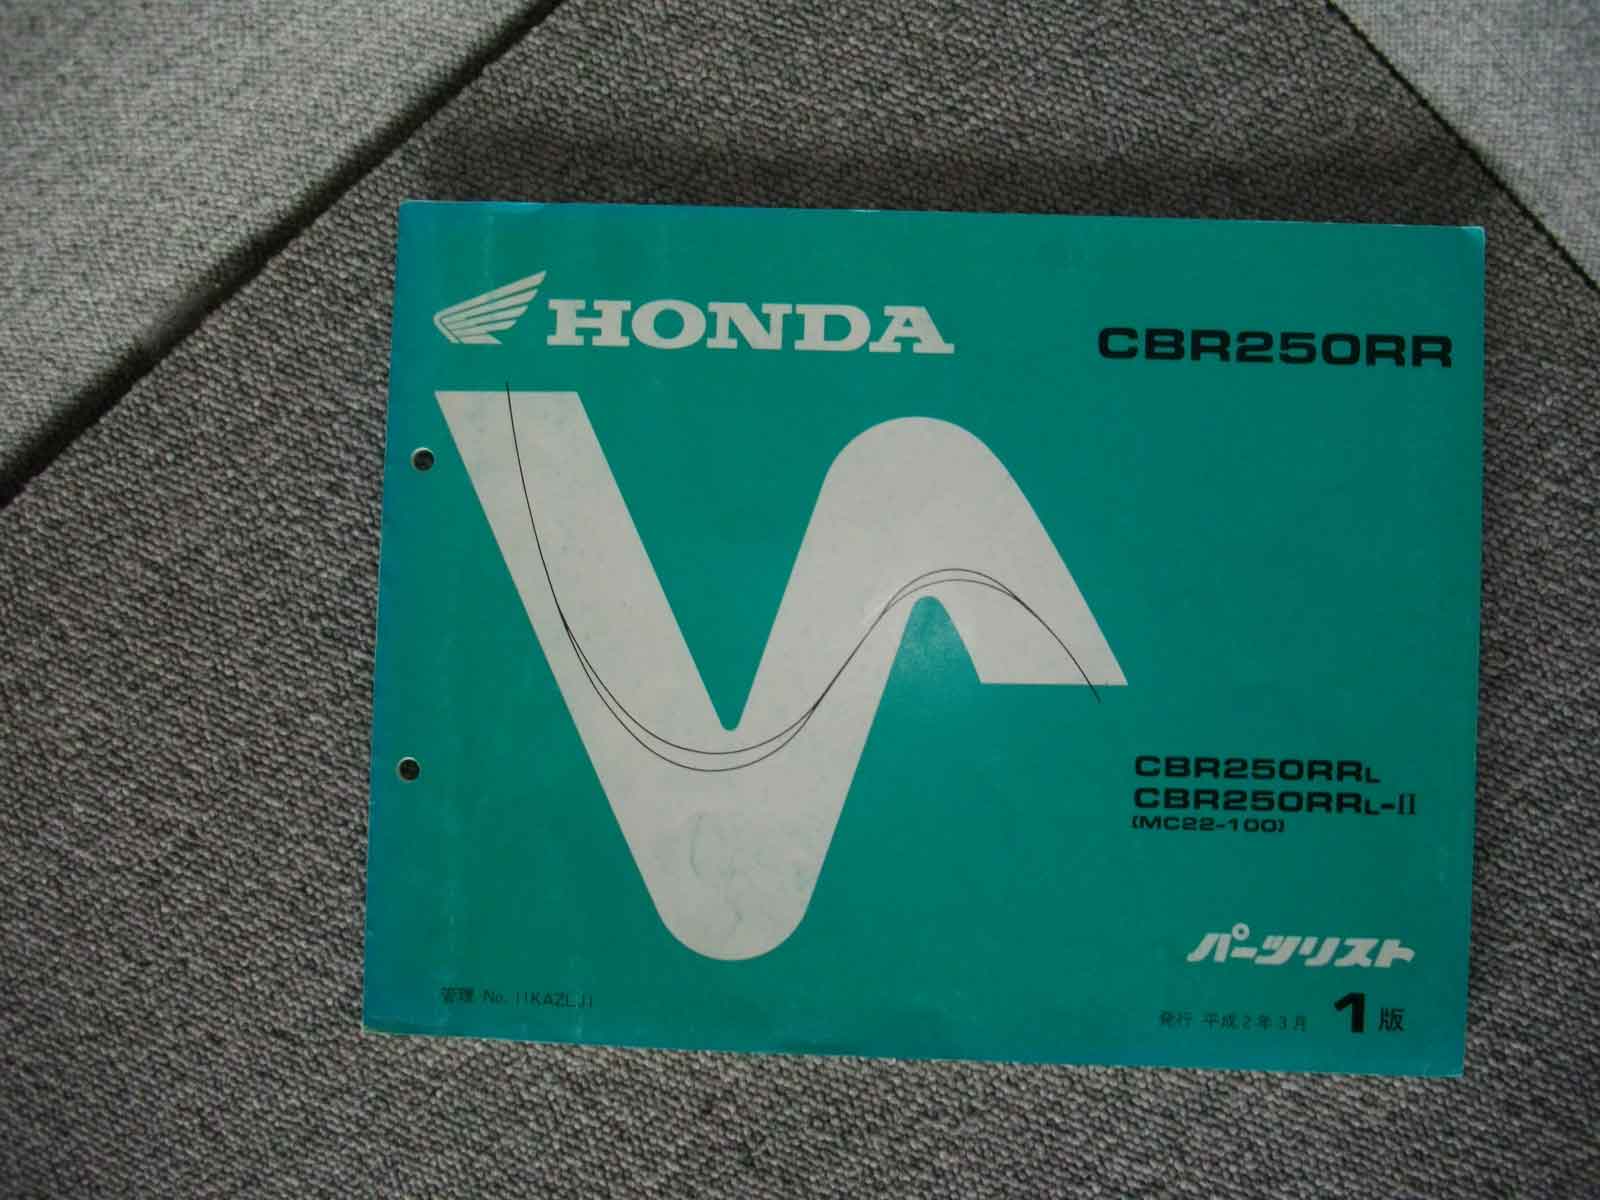 HONDA
CBR250RR
CBR250RRL
CBR250RRL-II
(MC22-100)
パーツリスト
管理 No. 11KAZLJ1
発行 平成2年3月 1版